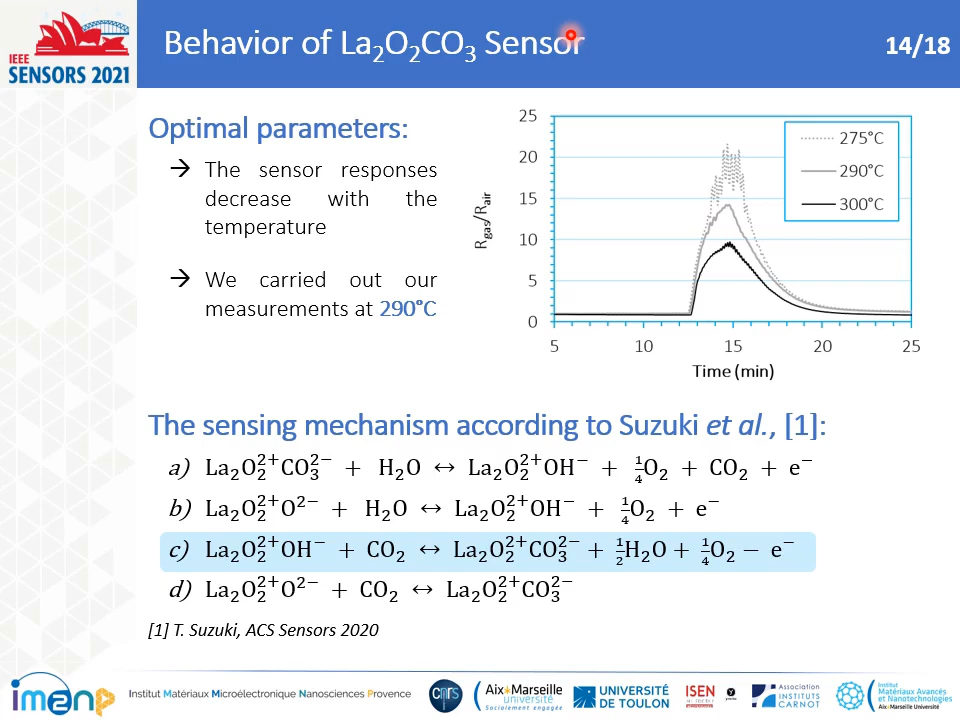 IEEE
SENSORS 2021
Behavior of La₂O₂CO₃ Sensor
14/18
Optimal parameters:
→ The sensor responses
decrease with the
temperature
→ We carried out our
measurements at 290°C
25
20
15
10
5
0
R_gas/R_air
275°C
290°C
300°C
5 10 15 20 25
Time (min)
The sensing mechanism according to Suzuki et al., [1]:
a) La₂O₂²⁺CO₃²⁻ + H₂O ↔ La₂O₂²⁺OH⁻ + ¼O₂ + CO₂ + e⁻
b) La₂O₂²⁺O²⁻ + H₂O ↔ La₂O₂²⁺OH⁻ + ¼O₂ + e⁻
c) La₂O₂²⁺OH⁻ + CO₂ ↔ La₂O₂²⁺CO₃²⁻ + ½H₂O + ¼O₂ − e⁻
d) La₂O₂²⁺O²⁻ + CO₂ ↔ La₂O₂²⁺CO₃²⁻
[1] T. Suzuki, ACS Sensors 2020
im2np
Institut Matériaux Microélectronique Nanosciences Provence
cnrs
Aix*Marseille
université
Socialement engagée
UNIVERSITÉ
DE TOULON
ISEN
Association
INSTITUTS
CARNOT
Institut
Matériaux Avancés
et Nanotechnologies
Aix*Marseille Université